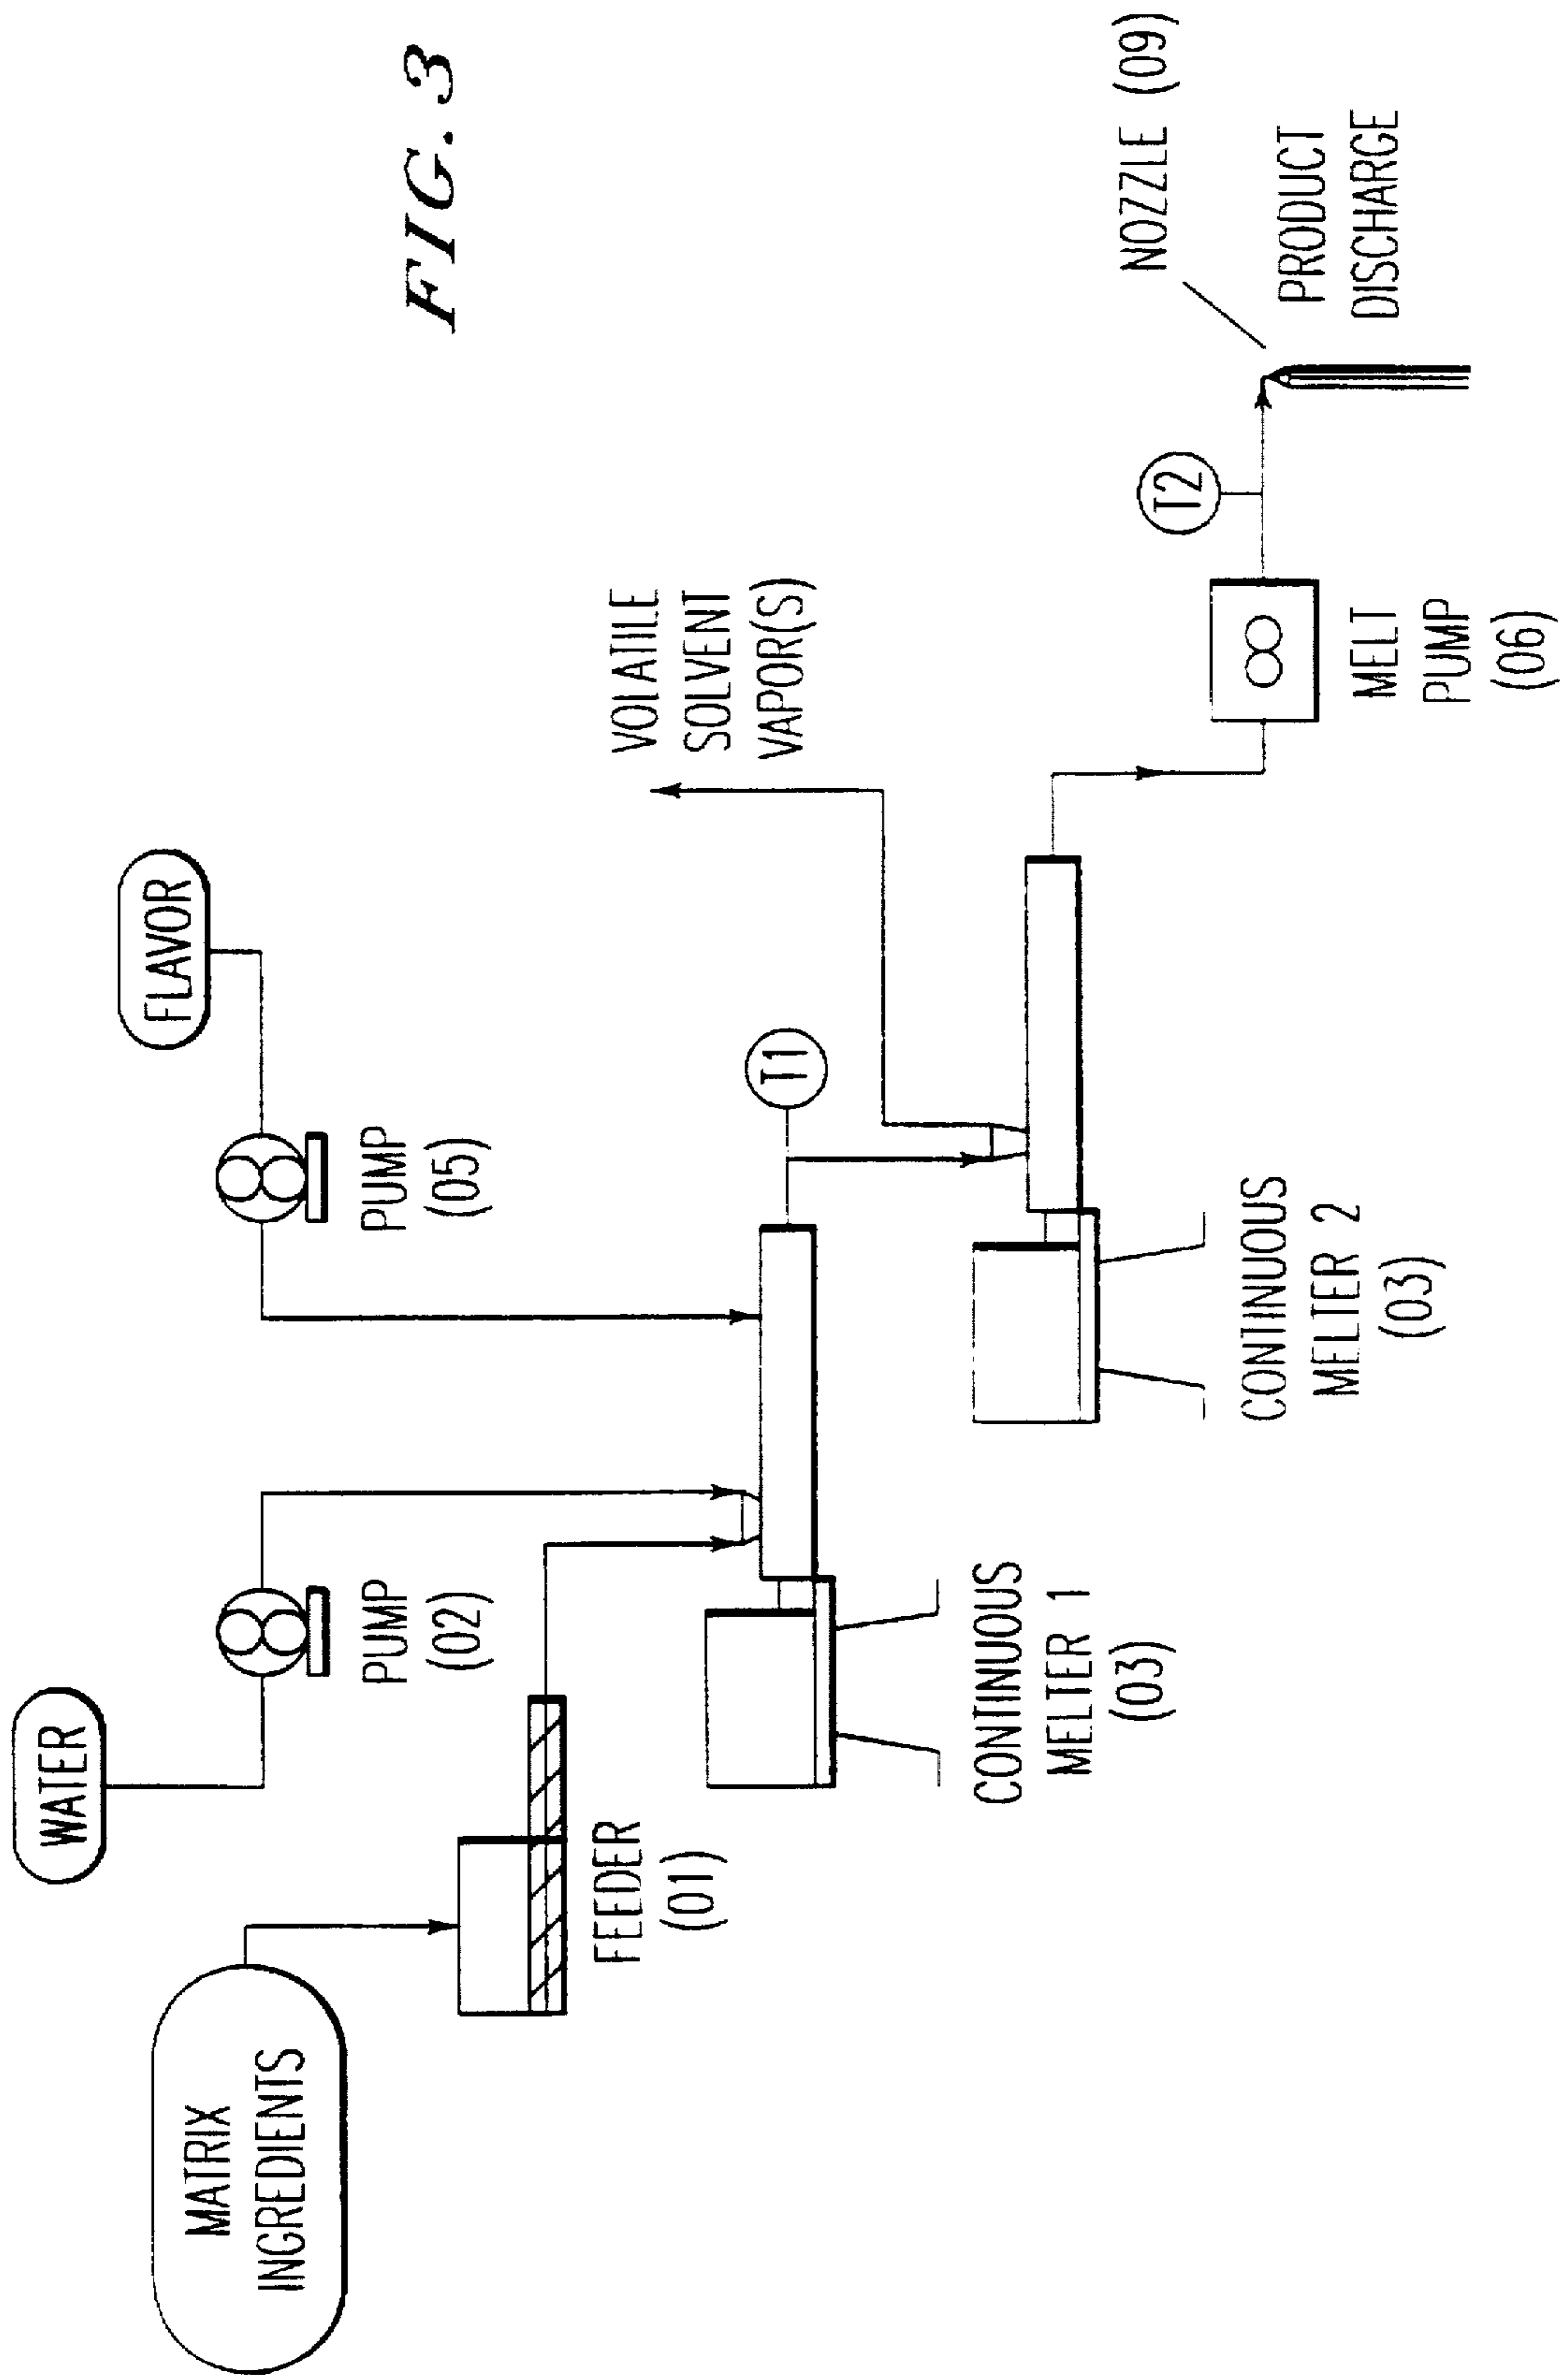 FIG. 3
WATER
MATRIX
INGREDIENTS
PUMP
(02)
FEEDER
(01)
FLAVOR
PUMP
(05)
CONTINUOUS
MELTER 1
(03)
T1
VOLATILE
SOLVENT
VAPOR(S)
CONTINUOUS
MELTER 2
(03)
MELT
PUMP
(06)
T2
NOZZLE (09)
PRODUCT
DISCHARGE